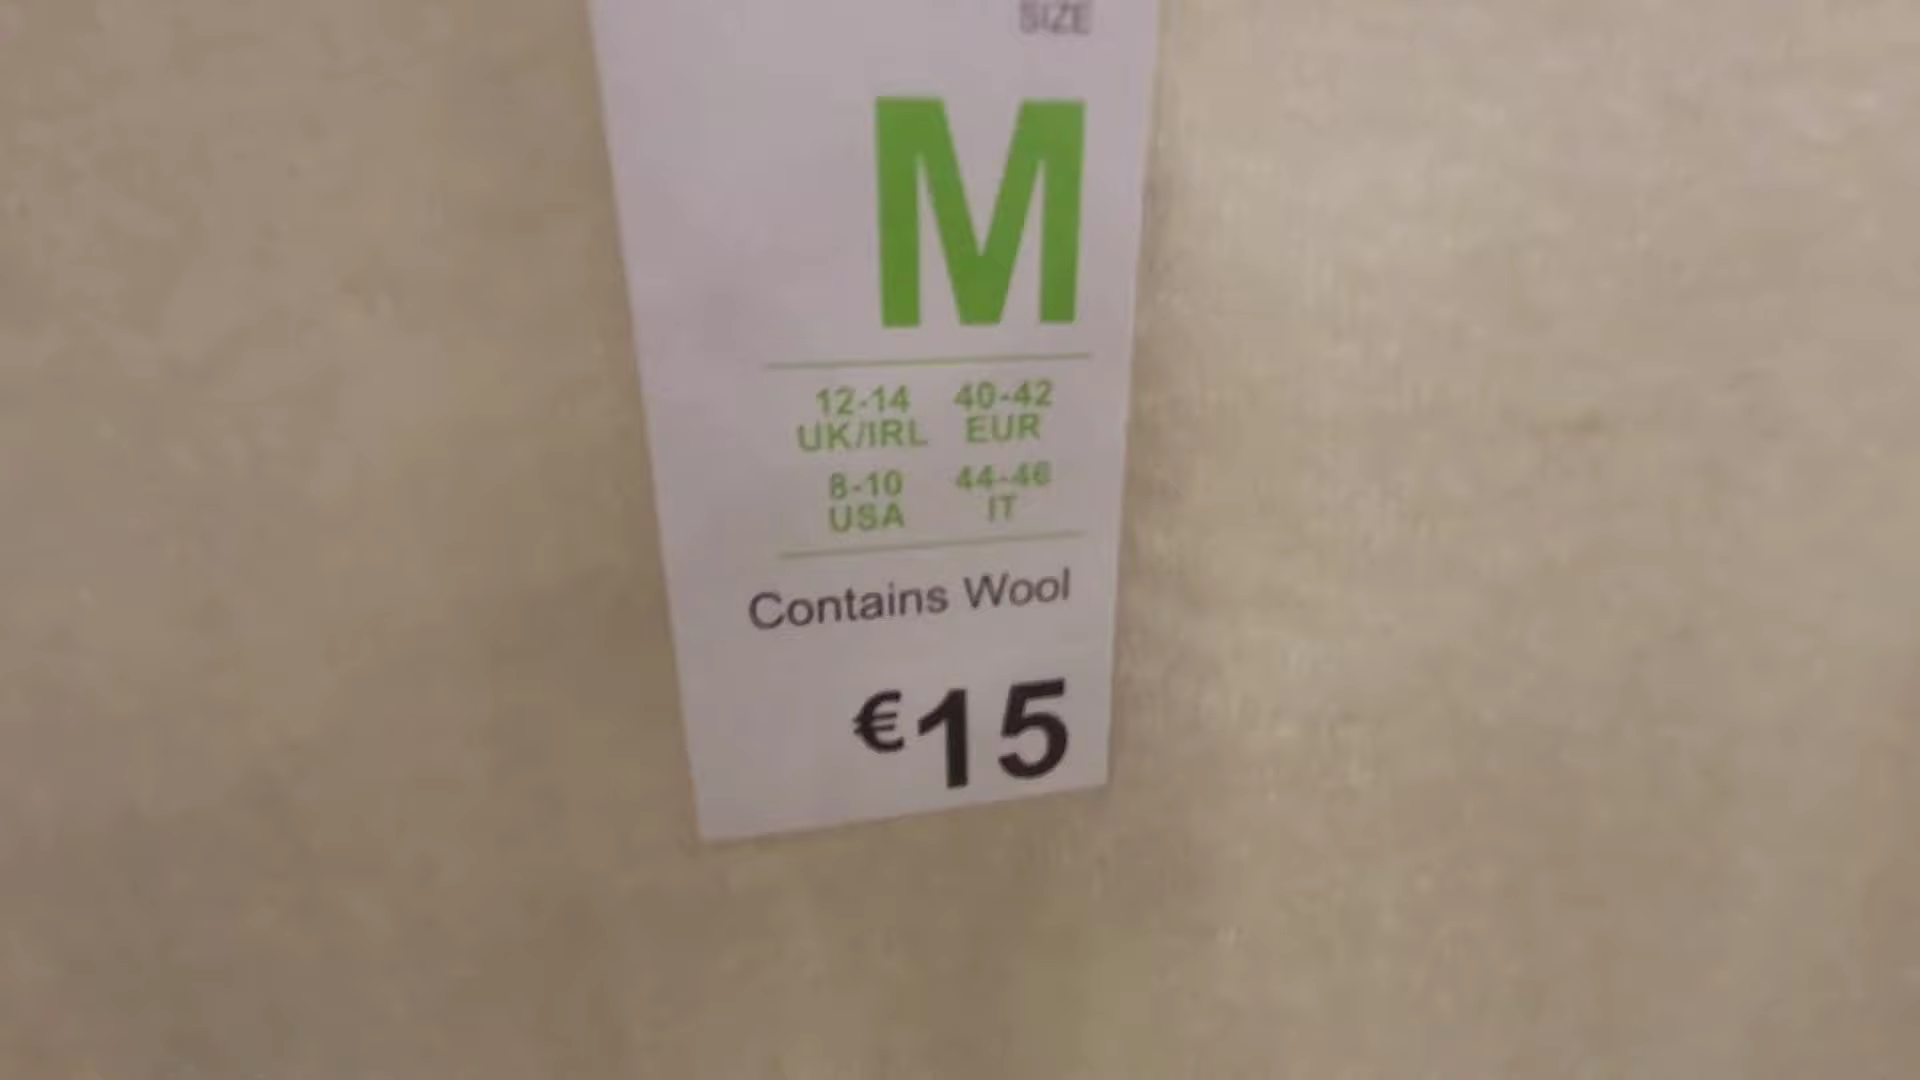 SIZE
M
12-14 40-42
UK/IRL EUR
8-10 44-46
USA IT
Contains Wool
€15